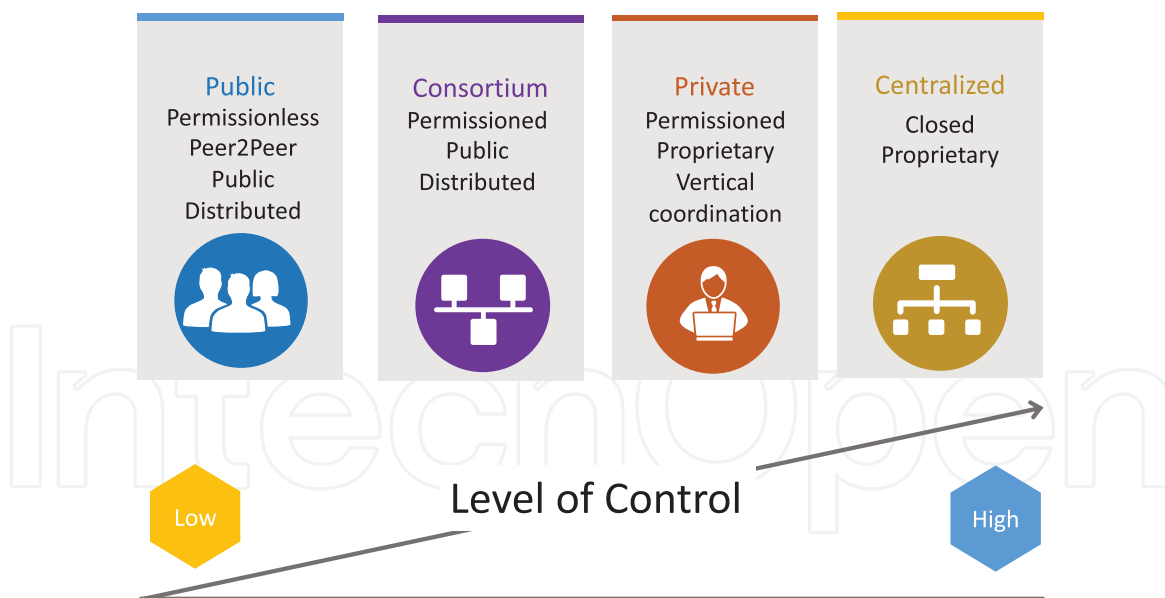 Public
Permissionless
Peer2Peer
Public
Distributed
Consortium
Permissioned
Public
Distributed
Private
Permissioned
Proprietary
Vertical
coordination
Centralized
Closed
Proprietary
IntechOpen
Low
Level of Control
High